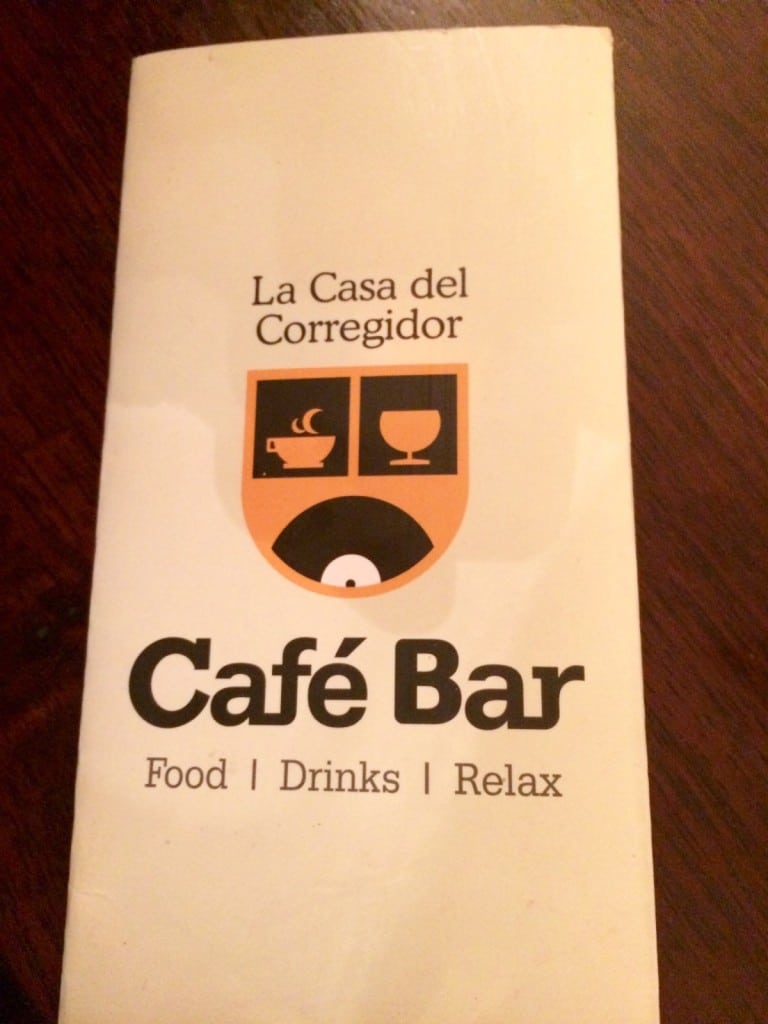 La Casa del
Corregidor
Café Bar
Food | Drinks | Relax